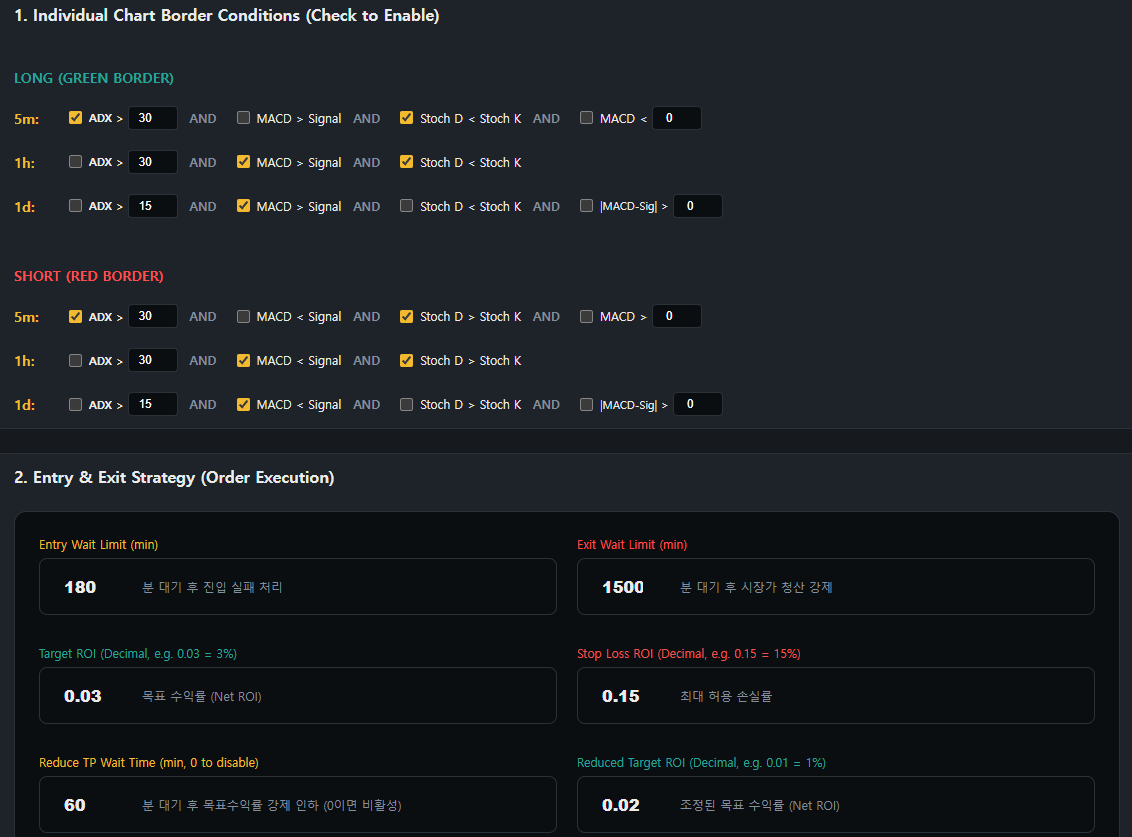 1. Individual Chart Border Conditions (Check to Enable)
LONG (GREEN BORDER)
5m: ADX > 30 AND MACD > Signal AND Stoch D < Stoch K AND MACD < 0
1h: ADX > 30 AND MACD > Signal AND Stoch D < Stoch K
1d: ADX > 15 AND MACD > Signal AND Stoch D < Stoch K AND |MACD-Sig| > 0
SHORT (RED BORDER)
5m: ADX > 30 AND MACD < Signal AND Stoch D > Stoch K AND MACD > 0
1h: ADX > 30 AND MACD < Signal AND Stoch D > Stoch K
1d: ADX > 15 AND MACD < Signal AND Stoch D > Stoch K AND |MACD-Sig| > 0
2. Entry & Exit Strategy (Order Execution)
Entry Wait Limit (min) Exit Wait Limit (min)
180 분 대기 후 진입 실패 처리 1500 분 대기 후 시장가 청산 강제
Target ROI (Decimal, e.g. 0.03 = 3%) Stop Loss ROI (Decimal, e.g. 0.15 = 15%)
0.03 목표 수익률 (Net ROI) 0.15 최대 허용 손실률
Reduce TP Wait Time (min, 0 to disable) Reduced Target ROI (Decimal, e.g. 0.01 = 1%)
60 분 대기 후 목표수익률 강제 인하 (0이면 비활성) 0.02 조정된 목표 수익률 (Net ROI)